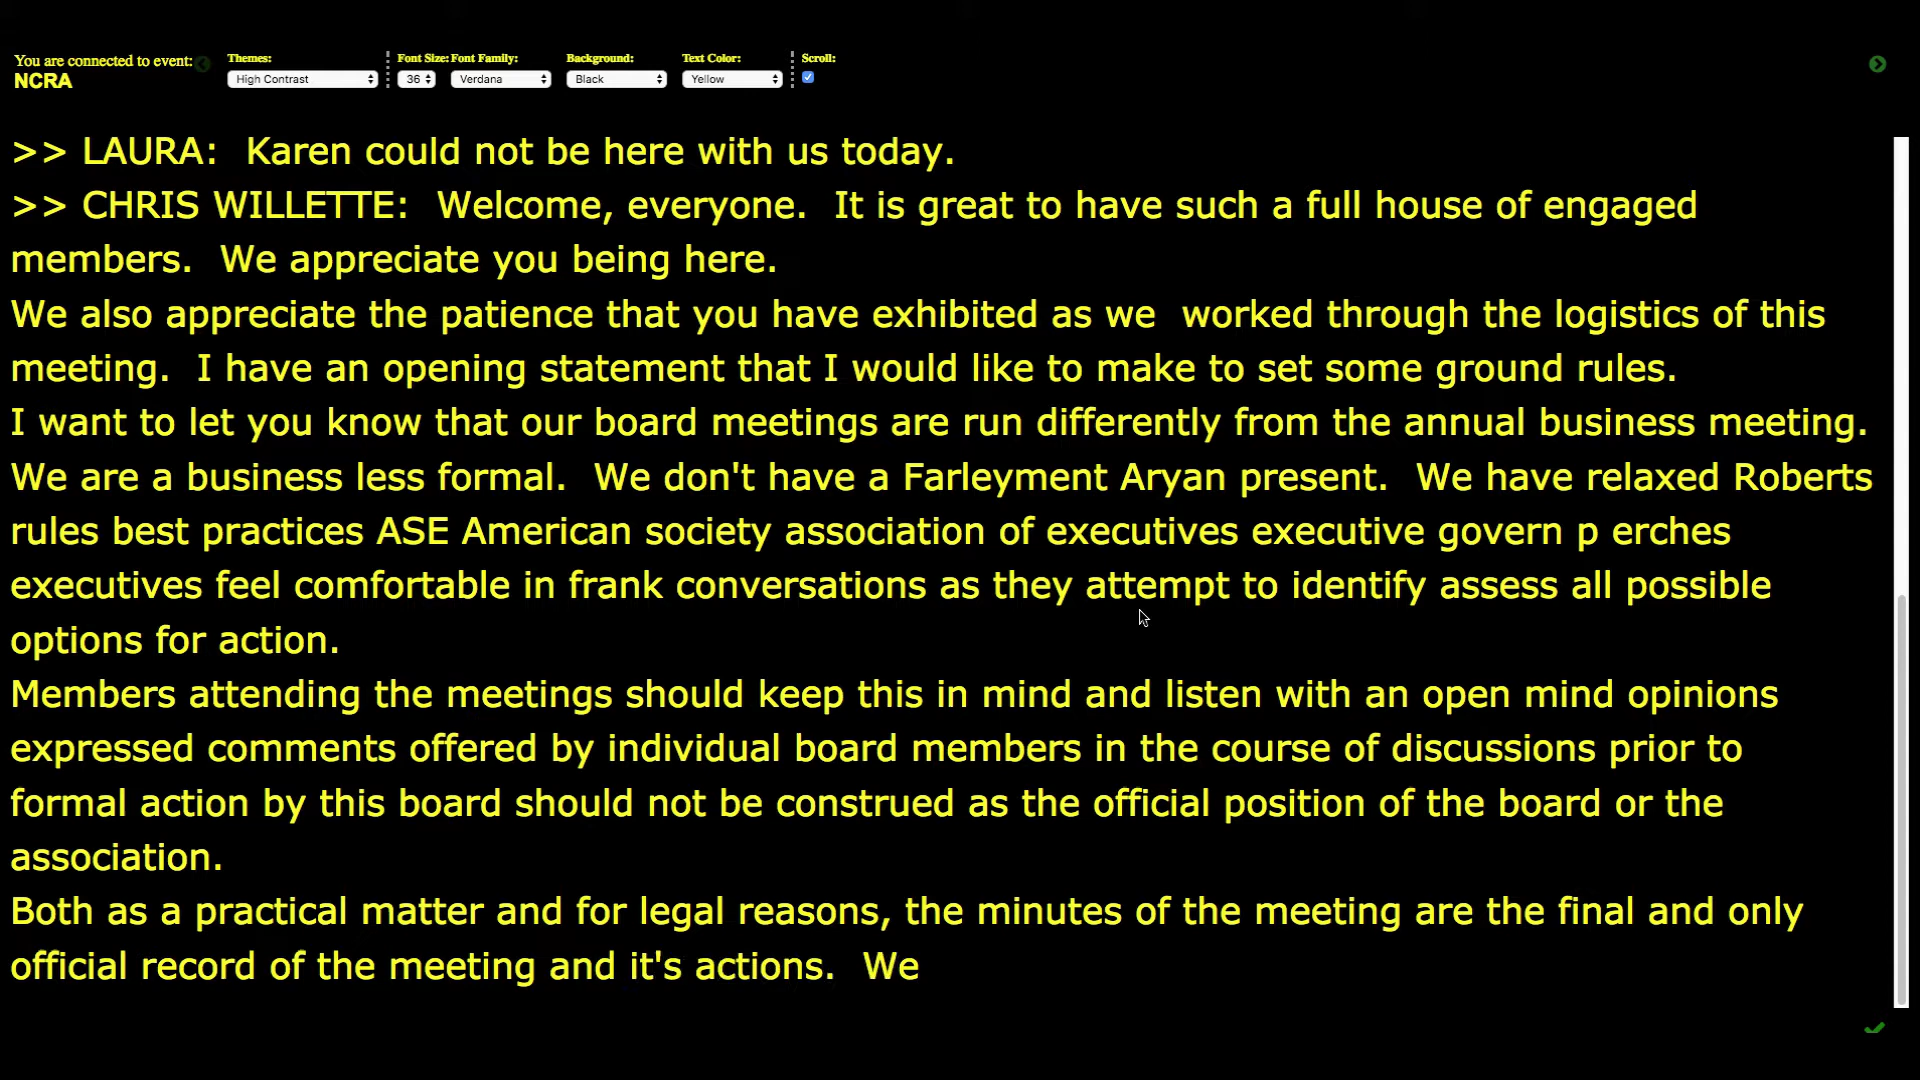 You are connected to event:
NCRA
Themes:
High Contrast
Font Size:
36
Font Family:
Verdana
Background:
Black
Text Color:
Yellow
Scroll:
>> LAURA:  Karen could not be here with us today.
>> CHRIS WILLETTE:  Welcome, everyone.  It is great to have such a full house of engaged
members.  We appreciate you being here.
We also appreciate the patience that you have exhibited as we  worked through the logistics of this
meeting.  I have an opening statement that I would like to make to set some ground rules.
I want to let you know that our board meetings are run differently from the annual business meeting.
We are a business less formal.  We don't have a Farleyment Aryan present.  We have relaxed Roberts
rules best practices ASE American society association of executives executive govern p erches
executives feel comfortable in frank conversations as they attempt to identify assess all possible
options for action.
Members attending the meetings should keep this in mind and listen with an open mind opinions
expressed comments offered by individual board members in the course of discussions prior to
formal action by this board should not be construed as the official position of the board or the
association.
Both as a practical matter and for legal reasons, the minutes of the meeting are the final and only
official record of the meeting and it's actions.  We